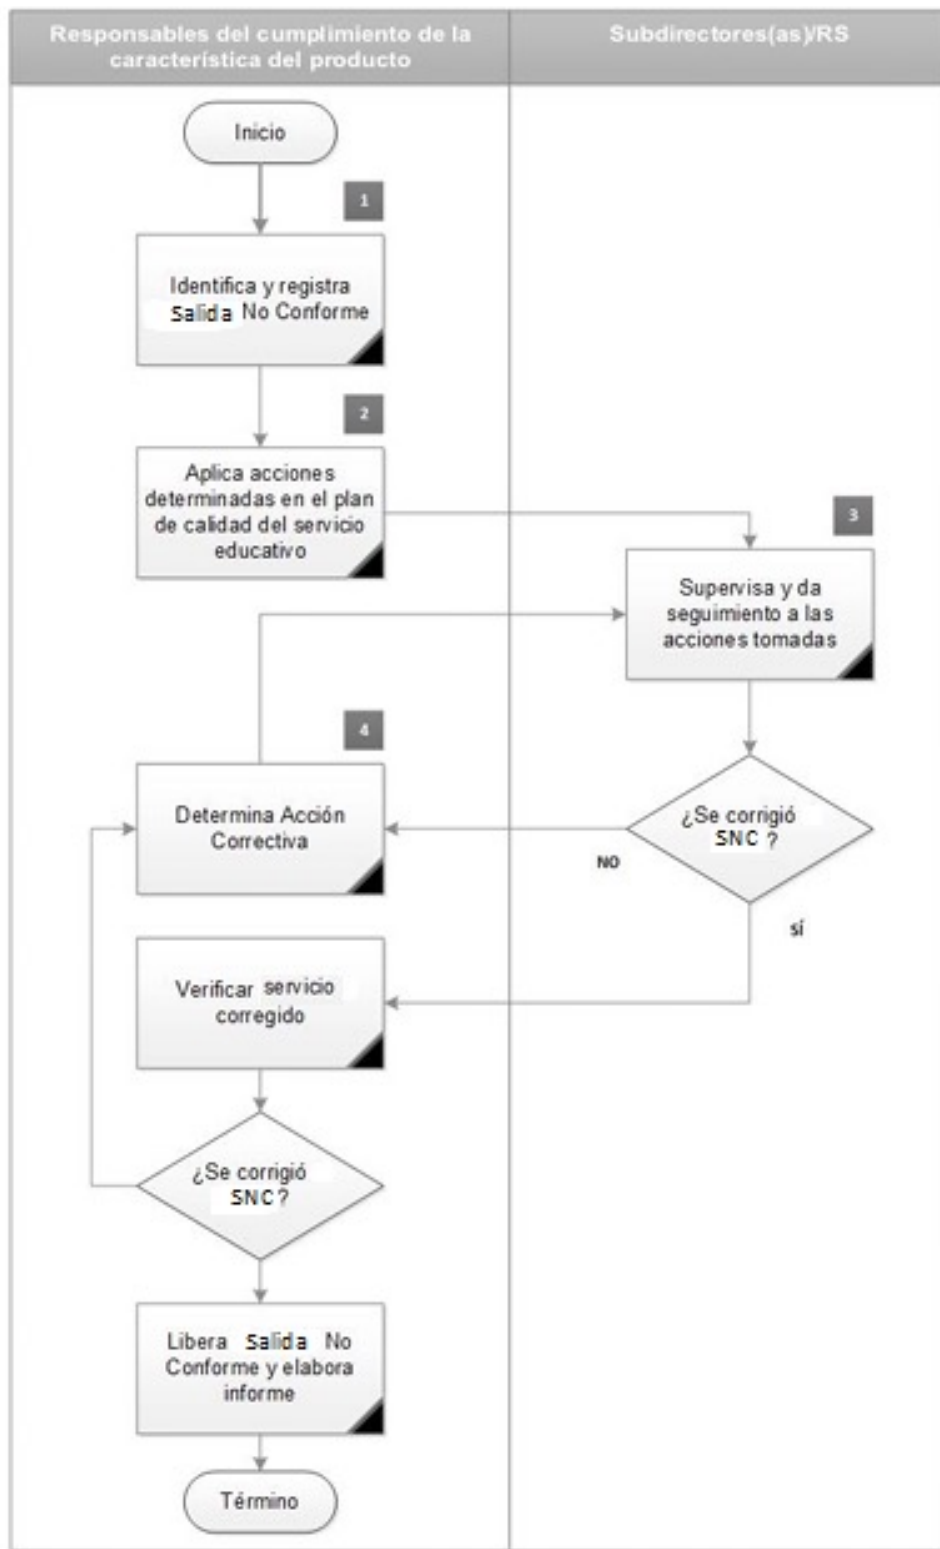 Responsables del cumplimiento de la
característica del producto
Subdirectores(as)/RS
Inicio
1
Identifica y registra
Salida No Conforme
2
Aplica acciones
determinadas en el plan
de calidad del servicio
educativo
3
Supervisa y da
seguimiento a las
acciones tomadas
4
Determina Acción
Correctiva
¿Se corrigió
SNC ?
NO
sí
Verificar servicio
corregido
¿Se corrigió
SNC?
Libera Salida No
Conforme y elabora
informe
Término